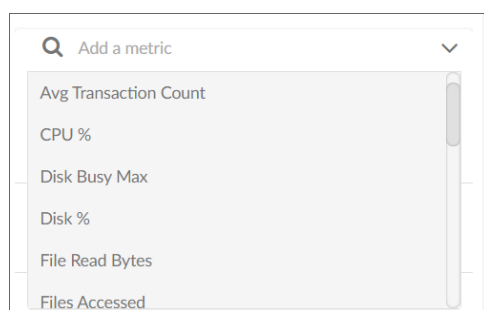 Add a metric
Avg Transaction Count
CPU %
Disk Busy Max
Disk %
File Read Bytes
Files Accessed